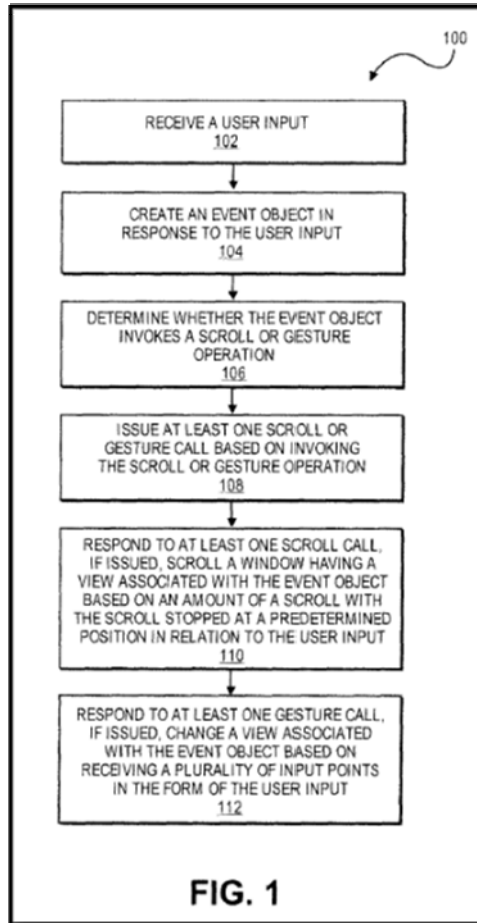 100
RECEIVE A USER INPUT
102
CREATE AN EVENT OBJECT IN
RESPONSE TO THE USER INPUT
104
DETERMINE WHETHER THE EVENT OBJECT
INVOKES A SCROLL OR GESTURE
OPERATION
106
ISSUE AT LEAST ONE SCROLL OR
GESTURE CALL BASED ON INVOKING
THE SCROLL OR GESTURE OPERATION
108
RESPOND TO AT LEAST ONE SCROLL CALL,
IF ISSUED, SCROLL A WINDOW HAVING A
VIEW ASSOCIATED WITH THE EVENT OBJECT
BASED ON AN AMOUNT OF A SCROLL WITH
THE SCROLL STOPPED AT A PREDETERMINED
POSITION IN RELATION TO THE USER INPUT
110
RESPOND TO AT LEAST ONE GESTURE CALL,
IF ISSUED, CHANGE A VIEW ASSOCIATED
WITH THE EVENT OBJECT BASED ON
RECEIVING A PLURALITY OF INPUT POINTS
IN THE FORM OF THE USER INPUT
112
FIG. 1